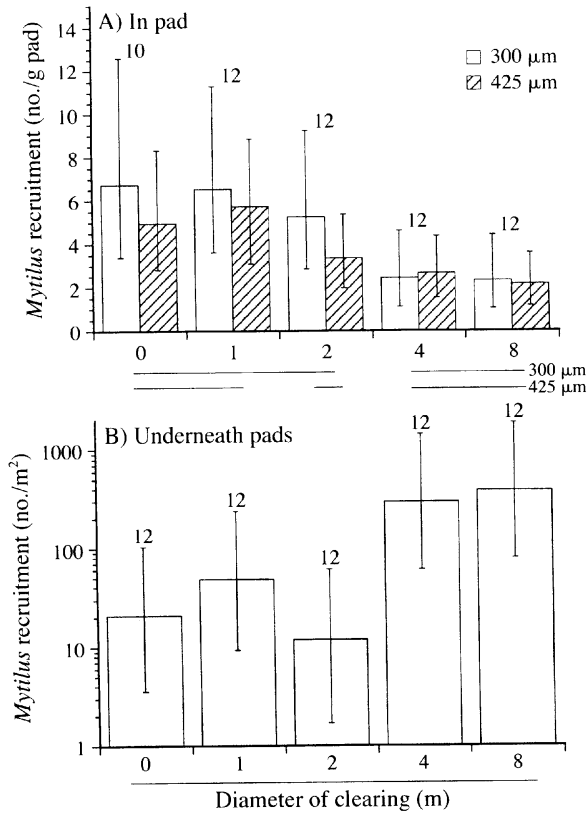 A) In pad
300 µm
425 µm
Mytilus recruitment (no./g pad)
14
12
10
8
6
4
2
0
10
12
12
12
12
0 1 2 4 8
300 µm
425 µm
B) Underneath pads
Mytilus recruitment (no./m²)
1000
100
10
1
12
12
12
12
12
0 1 2 4 8
Diameter of clearing (m)